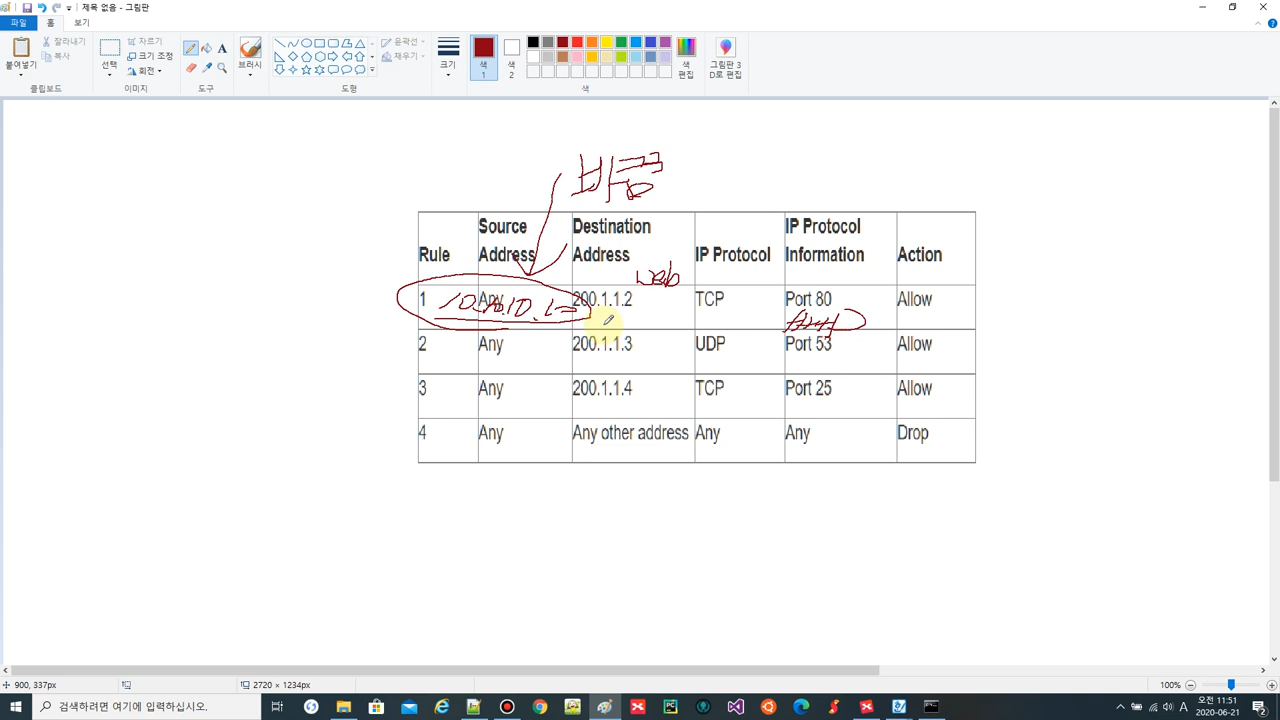 제목 없음 - 그림판
파일 홈 보기
붙여넣기 잘라내기 복사
선택 자르기 크기 조정 회전
A
브러시
윤곽선 채우기
크기
색 1
색 2
색 편집
그림판 3D로 편집
클립보드 이미지 도구 도형 색
Rule Source Address Destination Address IP Protocol IP Protocol Information Action
web
1 Any 200.1.1.2 TCP Port 80 Allow
2 Any 200.1.1.3 UDP Port 53 Allow
3 Any 200.1.1.4 TCP Port 25 Allow
4 Any Any other address Any Any Drop
900, 337px 2720 x 1234px 100%
검색하려면 여기에 입력하십시오.
A 오전 11:51
2020-06-21